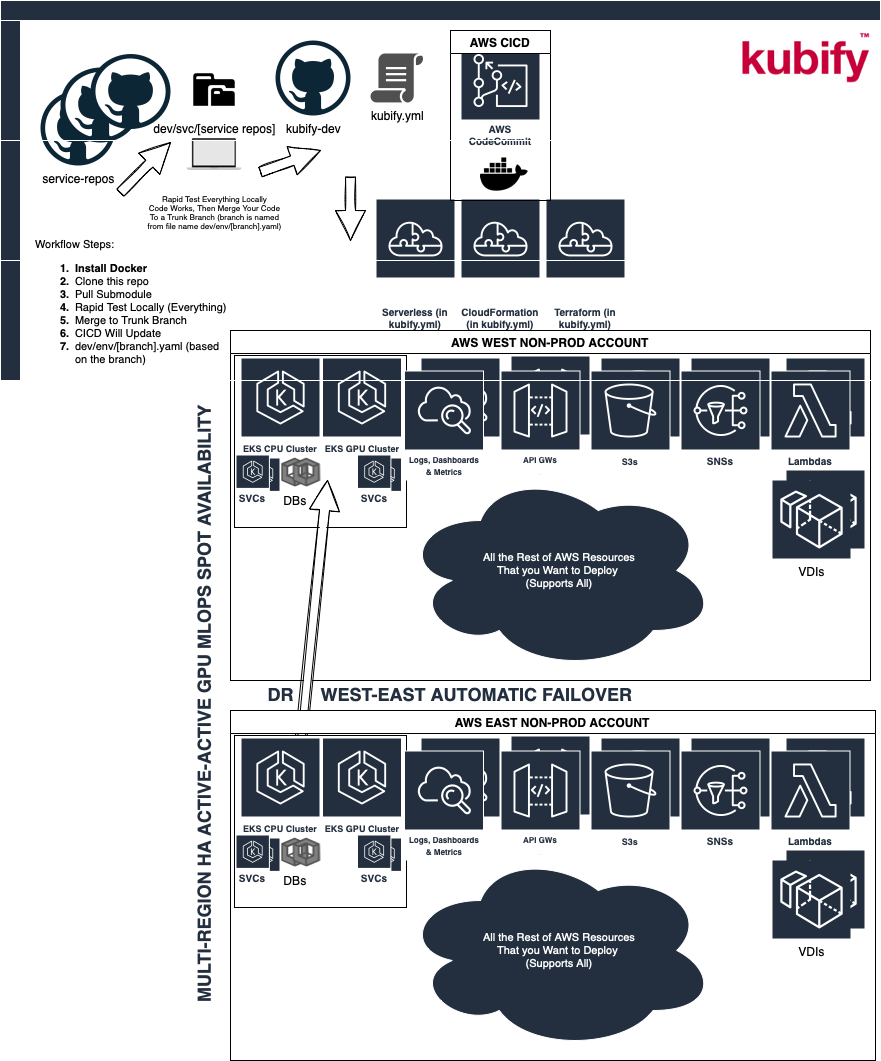 AWS CICD
kubify™
AWS
CodeCommit
service-repos
dev/svc/[service repos]
kubify-dev
kubify.yml
Rapid Test Everything Locally
Code Works, Then Merge Your Code
To a Trunk Branch (branch is named
from file name dev/env/[branch].yaml)
Workflow Steps:
1. Install Docker
2. Clone this repo
3. Pull Submodule
4. Rapid Test Locally (Everything)
5. Merge to Trunk Branch
6. CICD Will Update
7. dev/env/[branch].yaml (based
on the branch)
Serverless (in
kubify.yml)
CloudFormation
(in kubify.yml)
Terraform (in
kubify.yml)
MULTI-REGION HA ACTIVE-ACTIVE GPU MLOPS SPOT AVAILABILITY
AWS WEST NON-PROD ACCOUNT
EKS CPU Cluster
EKS GPU Cluster
Logs, Dashboards
& Metrics
API GWs
S3s
SNSs
Lambdas
SVCs
DBs
SVCs
VDIs
All the Rest of AWS Resources
That you Want to Deploy
(Supports All)
DR WEST-EAST AUTOMATIC FAILOVER
AWS EAST NON-PROD ACCOUNT
EKS CPU Cluster
EKS GPU Cluster
Logs, Dashboards
& Metrics
API GWs
S3s
SNSs
Lambdas
SVCs
DBs
SVCs
VDIs
All the Rest of AWS Resources
That you Want to Deploy
(Supports All)